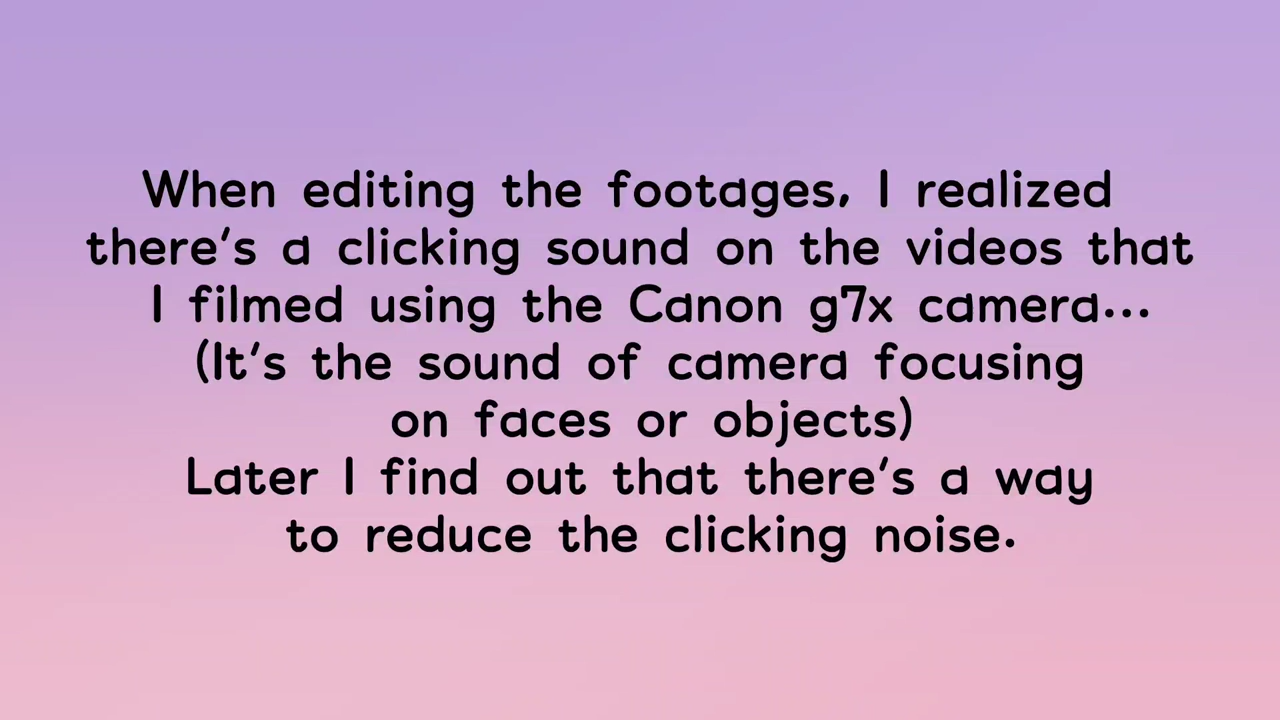 When editing the footages, I realized
there's a clicking sound on the videos that
I filmed using the Canon g7x camera...
(It's the sound of camera focusing
on faces or objects)
Later I find out that there's a way
to reduce the clicking noise.